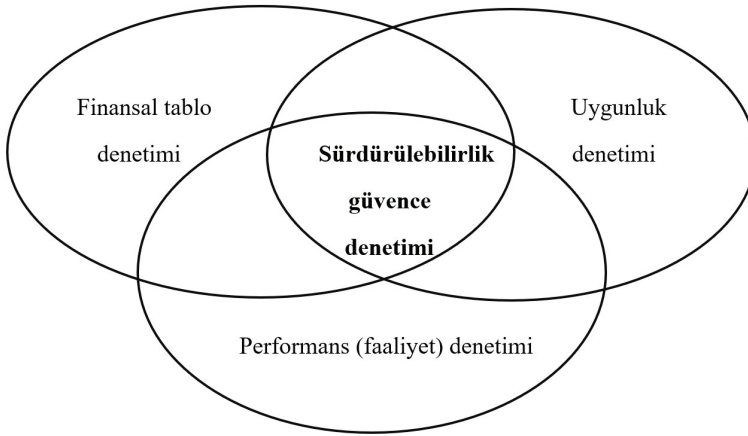 Finansal tablo
denetimi
Uygunluk
denetimi
Sürdürülebilirlik
güvence
denetimi
Performans (faaliyet) denetimi